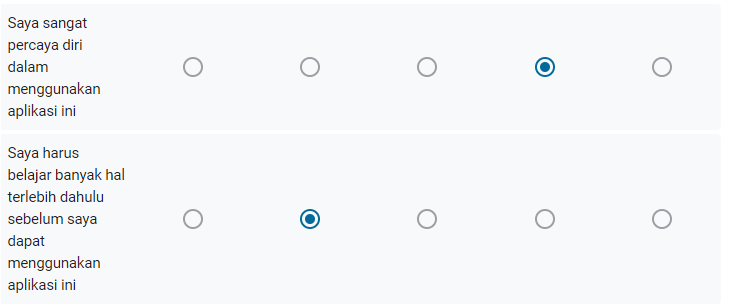 Saya sangat
percaya diri
dalam
menggunakan
aplikasi ini
Saya harus
belajar banyak hal
terlebih dahulu
sebelum saya
dapat
menggunakan
aplikasi ini